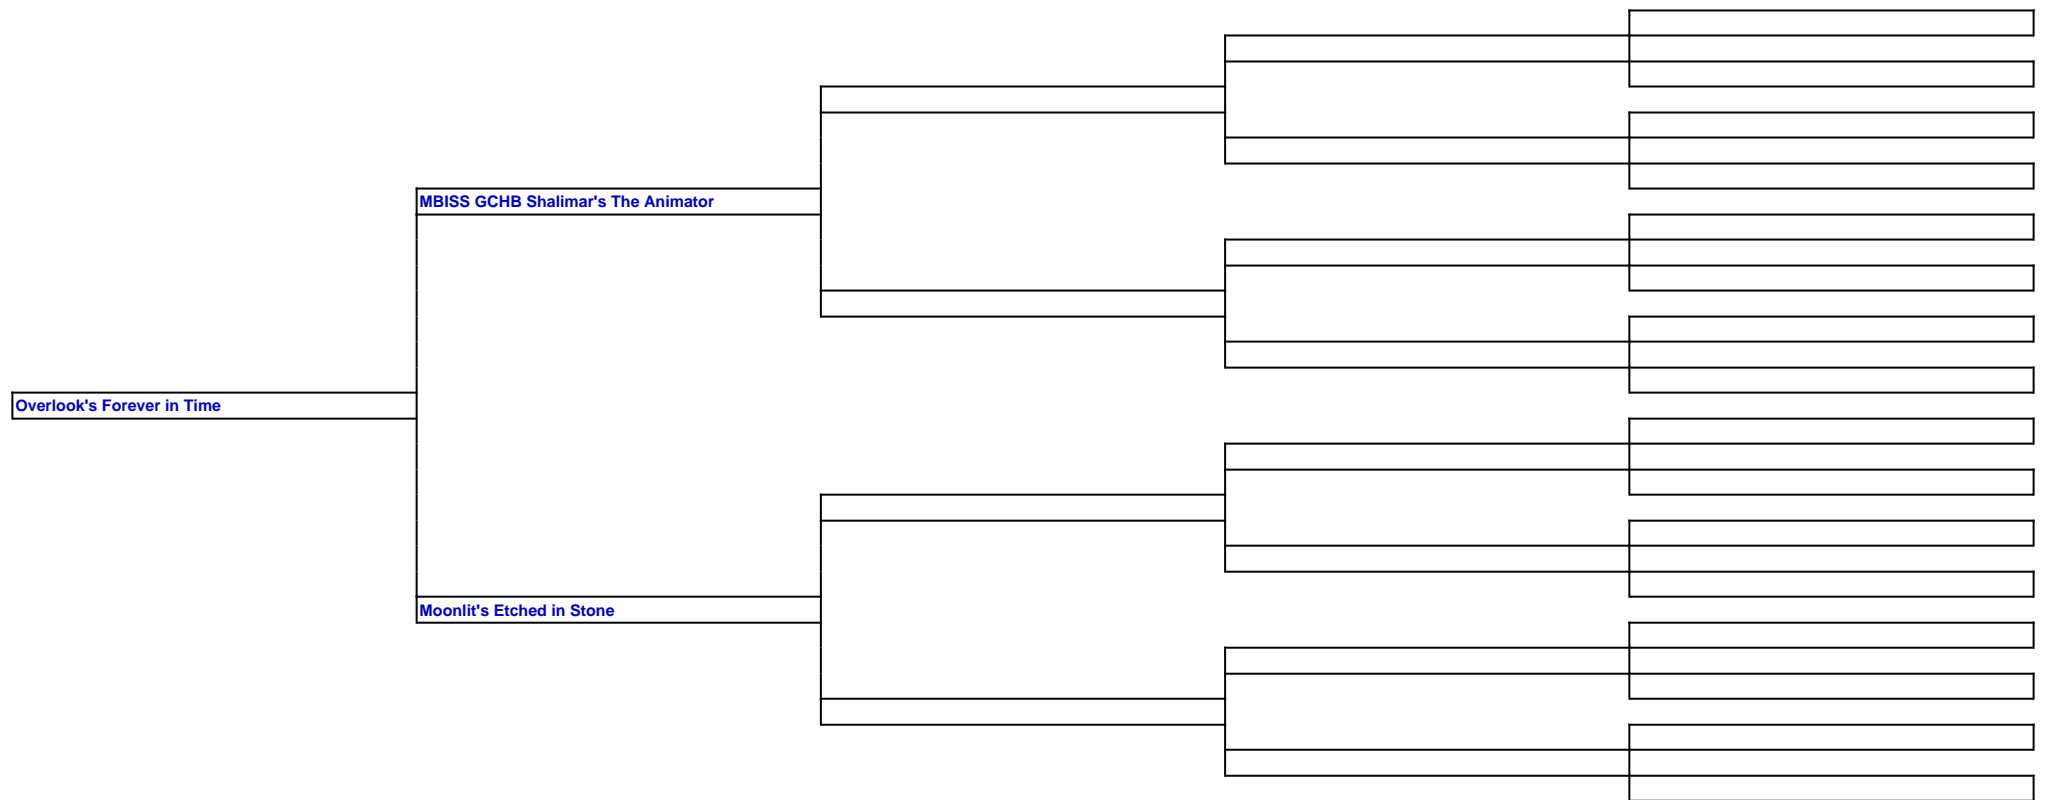 MBISS GCHB Shalimar's The Animator
Overlook's Forever in Time
Moonlit's Etched in Stone